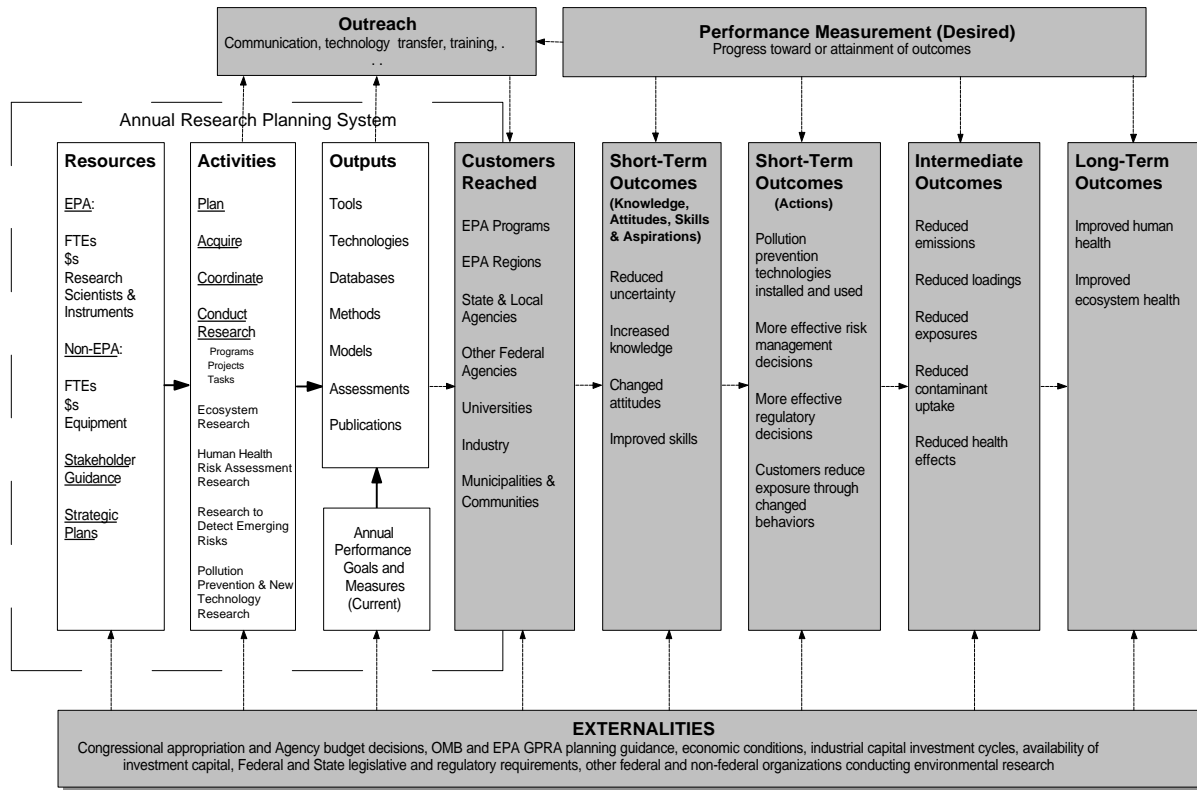 Outreach
Communication, technology transfer, training, .
. .
Performance Measurement (Desired)
Progress toward or attainment of outcomes
Annual Research Planning System
Resources
EPA:
FTEs
$s
Research
Scientists &
Instruments
Non-EPA:
FTEs
$s
Equipment
Stakeholder
Guidance
Strategic
Plans
Activities
Plan
Acquire
Coordinate
Conduct
Research
Programs
Projects
Tasks
Ecosystem
Research
Human Health
Risk Assessment
Research
Research to
Detect Emerging
Risks
Pollution
Prevention & New
Technology
Research
Outputs
Tools
Technologies
Databases
Methods
Models
Assessments
Publications
Annual
Performance
Goals and
Measures
(Current)
Customers
Reached
EPA Programs
EPA Regions
State & Local
Agencies
Other Federal
Agencies
Universities
Industry
Municipalities &
Communities
Short-Term
Outcomes
(Knowledge,
Attitudes, Skills
& Aspirations)
Reduced
uncertainty
Increased
knowledge
Changed
attitudes
Improved skills
Short-Term
Outcomes
(Actions)
Pollution
prevention
technologies
installed and used
More effective risk
management
decisions
More effective
regulatory
decisions
Customers reduce
exposure through
changed
behaviors
Intermediate
Outcomes
Reduced
emissions
Reduced loadings
Reduced
exposures
Reduced
contaminant
uptake
Reduced health
effects
Long-Term
Outcomes
Improved human
health
Improved
ecosystem health
EXTERNALITIES
Congressional appropriation and Agency budget decisions, OMB and EPA GPRA planning guidance, economic conditions, industrial capital investment cycles, availability of
investment capital, Federal and State legislative and regulatory requirements, other federal and non-federal organizations conducting environmental research